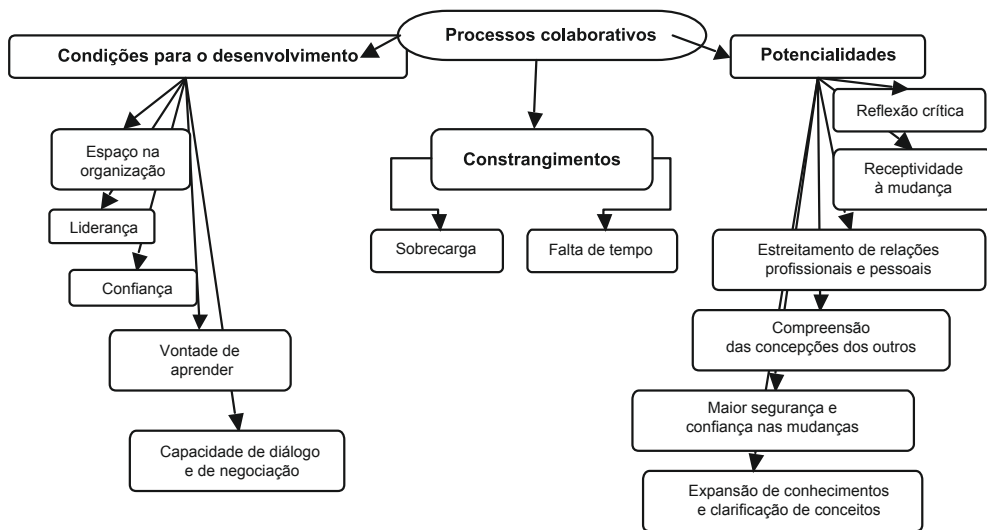 Processos colaborativos
Condições para o desenvolvimento
Espaço na
organização
Liderança
Confiança
Vontade de
aprender
Capacidade de diálogo
e de negociação
Constrangimentos
Sobrecarga
Falta de tempo
Potencialidades
Reflexão crítica
Receptividade
à mudança
Estreitamento de relações
profissionais e pessoais
Compreensão
das concepções dos outros
Maior segurança e
confiança nas mudanças
Expansão de conhecimentos
e clarificação de conceitos